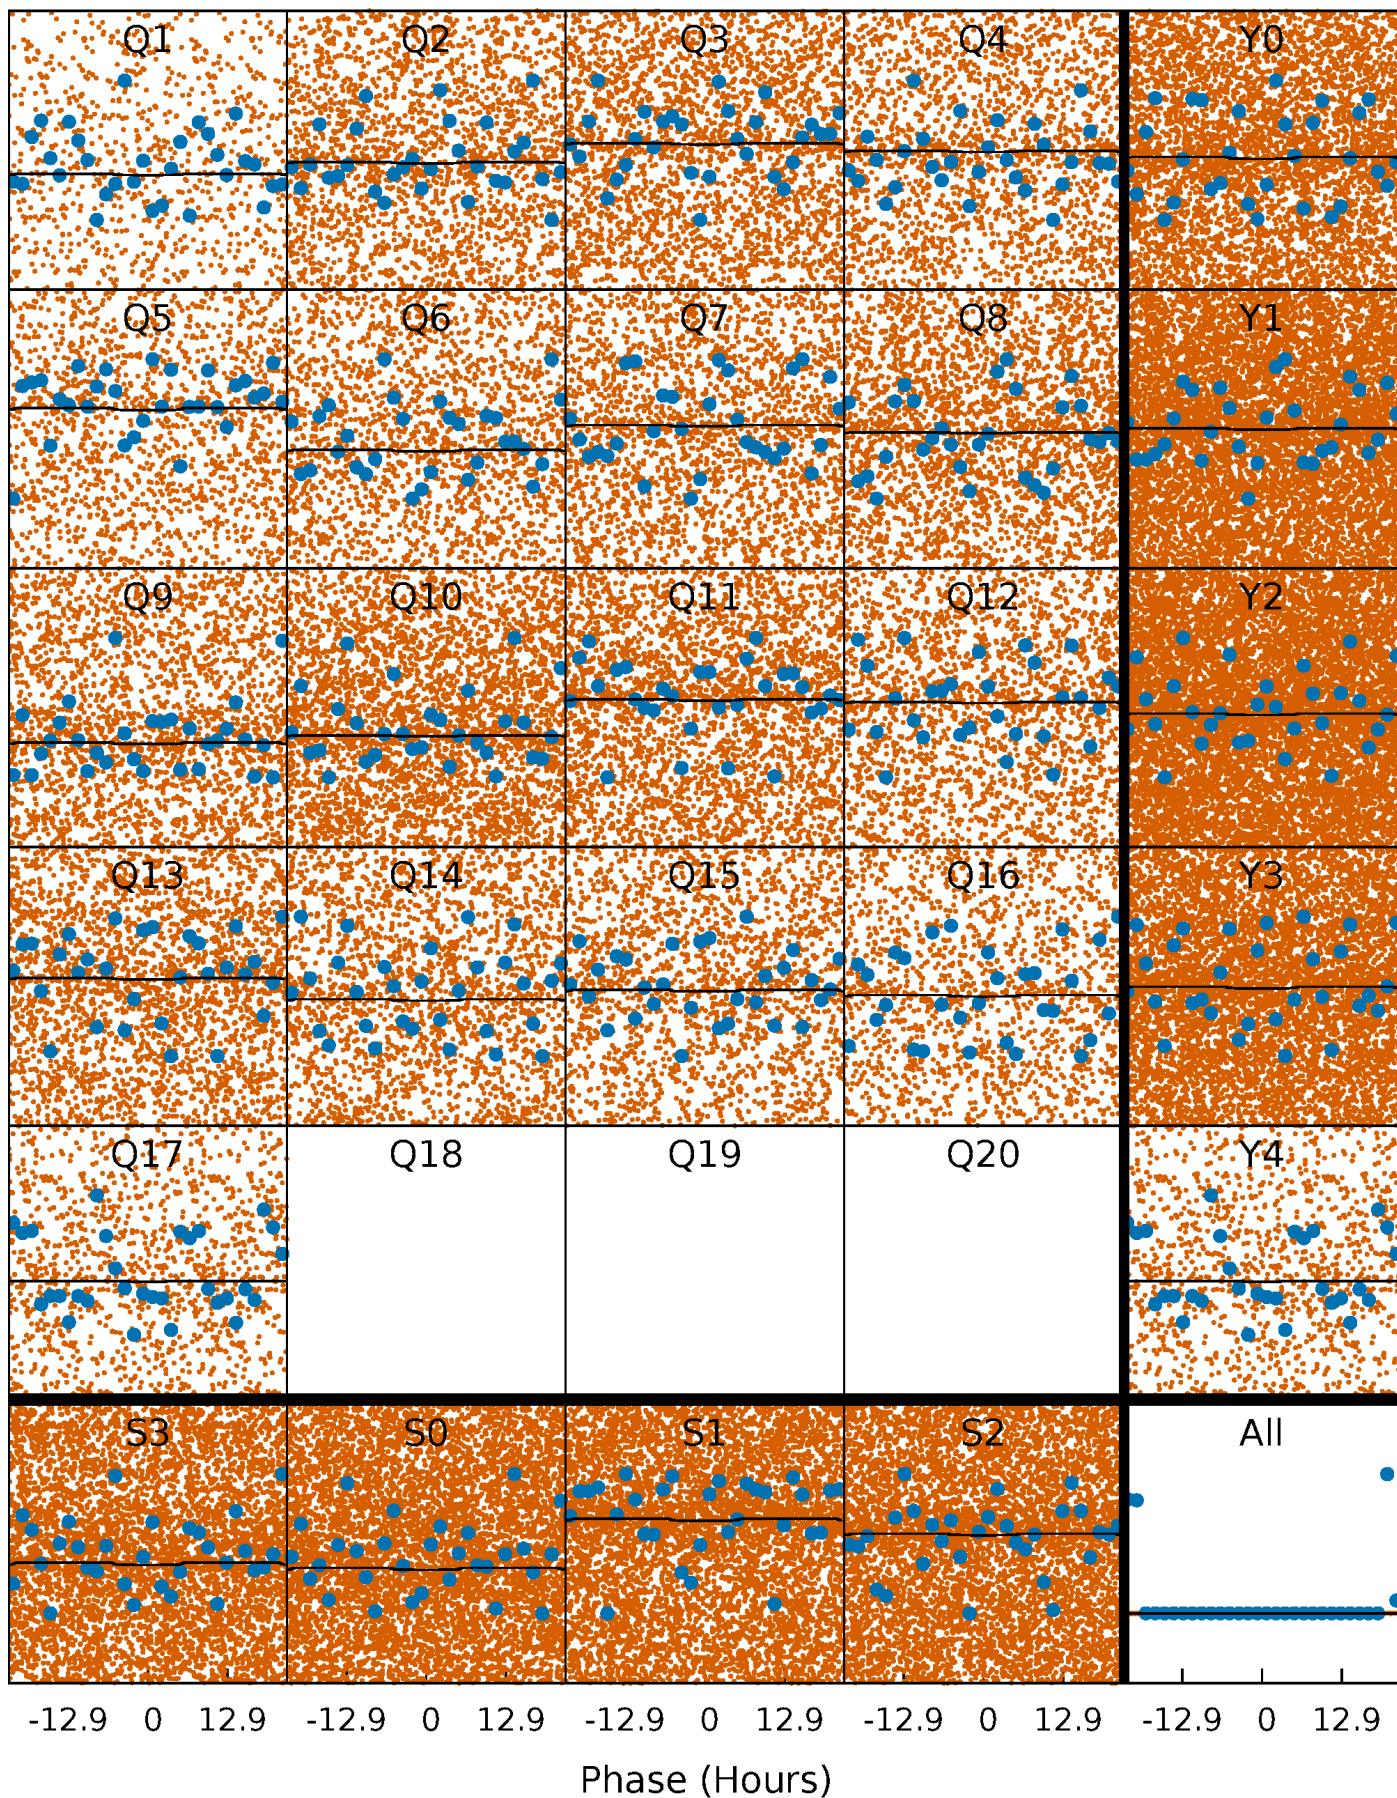 Q1 Q2 Q3 Q4 Y0
Q5 Q6 Q7 Q8 Y1
Q9 Q10 Q11 Q12 Y2
Q13 Q14 Q15 Q16 Y3
Q17 Q18 Q19 Q20 Y4
S3 S0 S1 S2 All
-12.9 0 12.9 -12.9 0 12.9 -12.9 0 12.9 -12.9 0 12.9 -12.9 0 12.9
Phase (Hours)